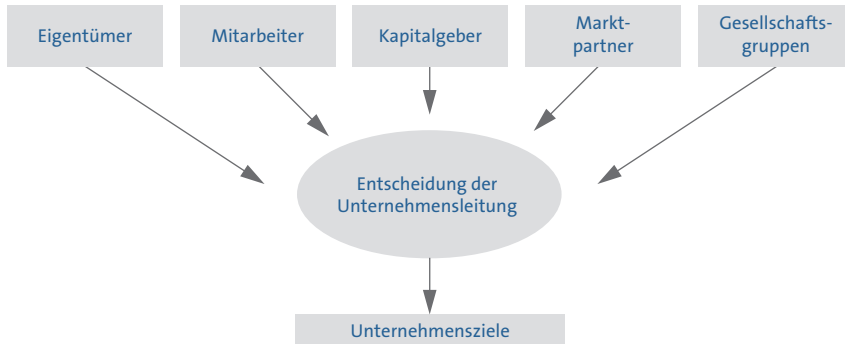 Eigentümer
Mitarbeiter
Kapitalgeber
Markt-
partner
Gesellschafts-
gruppen
Entscheidung der
Unternehmensleitung
Unternehmensziele